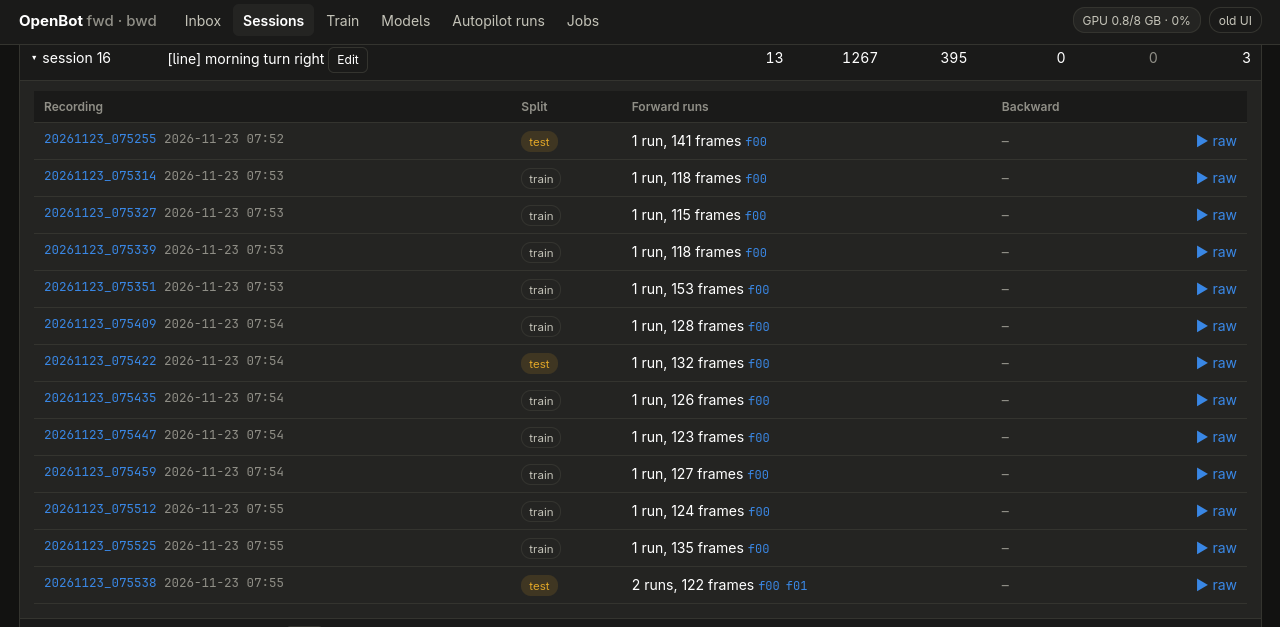 OpenBot fwd · bwd Inbox Sessions Train Models Autopilot runs Jobs GPU 0.8/8 GB · 0% old UI
▾ session 16 [line] morning turn right Edit 13 1267 395 0 0 3
Recording Split Forward runs Backward
20261123_075255 2026-11-23 07:52 test 1 run, 141 frames f00 – ▶ raw
20261123_075314 2026-11-23 07:53 train 1 run, 118 frames f00 – ▶ raw
20261123_075327 2026-11-23 07:53 train 1 run, 115 frames f00 – ▶ raw
20261123_075339 2026-11-23 07:53 train 1 run, 118 frames f00 – ▶ raw
20261123_075351 2026-11-23 07:53 train 1 run, 153 frames f00 – ▶ raw
20261123_075409 2026-11-23 07:54 train 1 run, 128 frames f00 – ▶ raw
20261123_075422 2026-11-23 07:54 test 1 run, 132 frames f00 – ▶ raw
20261123_075435 2026-11-23 07:54 train 1 run, 126 frames f00 – ▶ raw
20261123_075447 2026-11-23 07:54 train 1 run, 123 frames f00 – ▶ raw
20261123_075459 2026-11-23 07:54 train 1 run, 127 frames f00 – ▶ raw
20261123_075512 2026-11-23 07:55 train 1 run, 124 frames f00 – ▶ raw
20261123_075525 2026-11-23 07:55 train 1 run, 135 frames f00 – ▶ raw
20261123_075538 2026-11-23 07:55 test 2 runs, 122 frames f00 f01 – ▶ raw